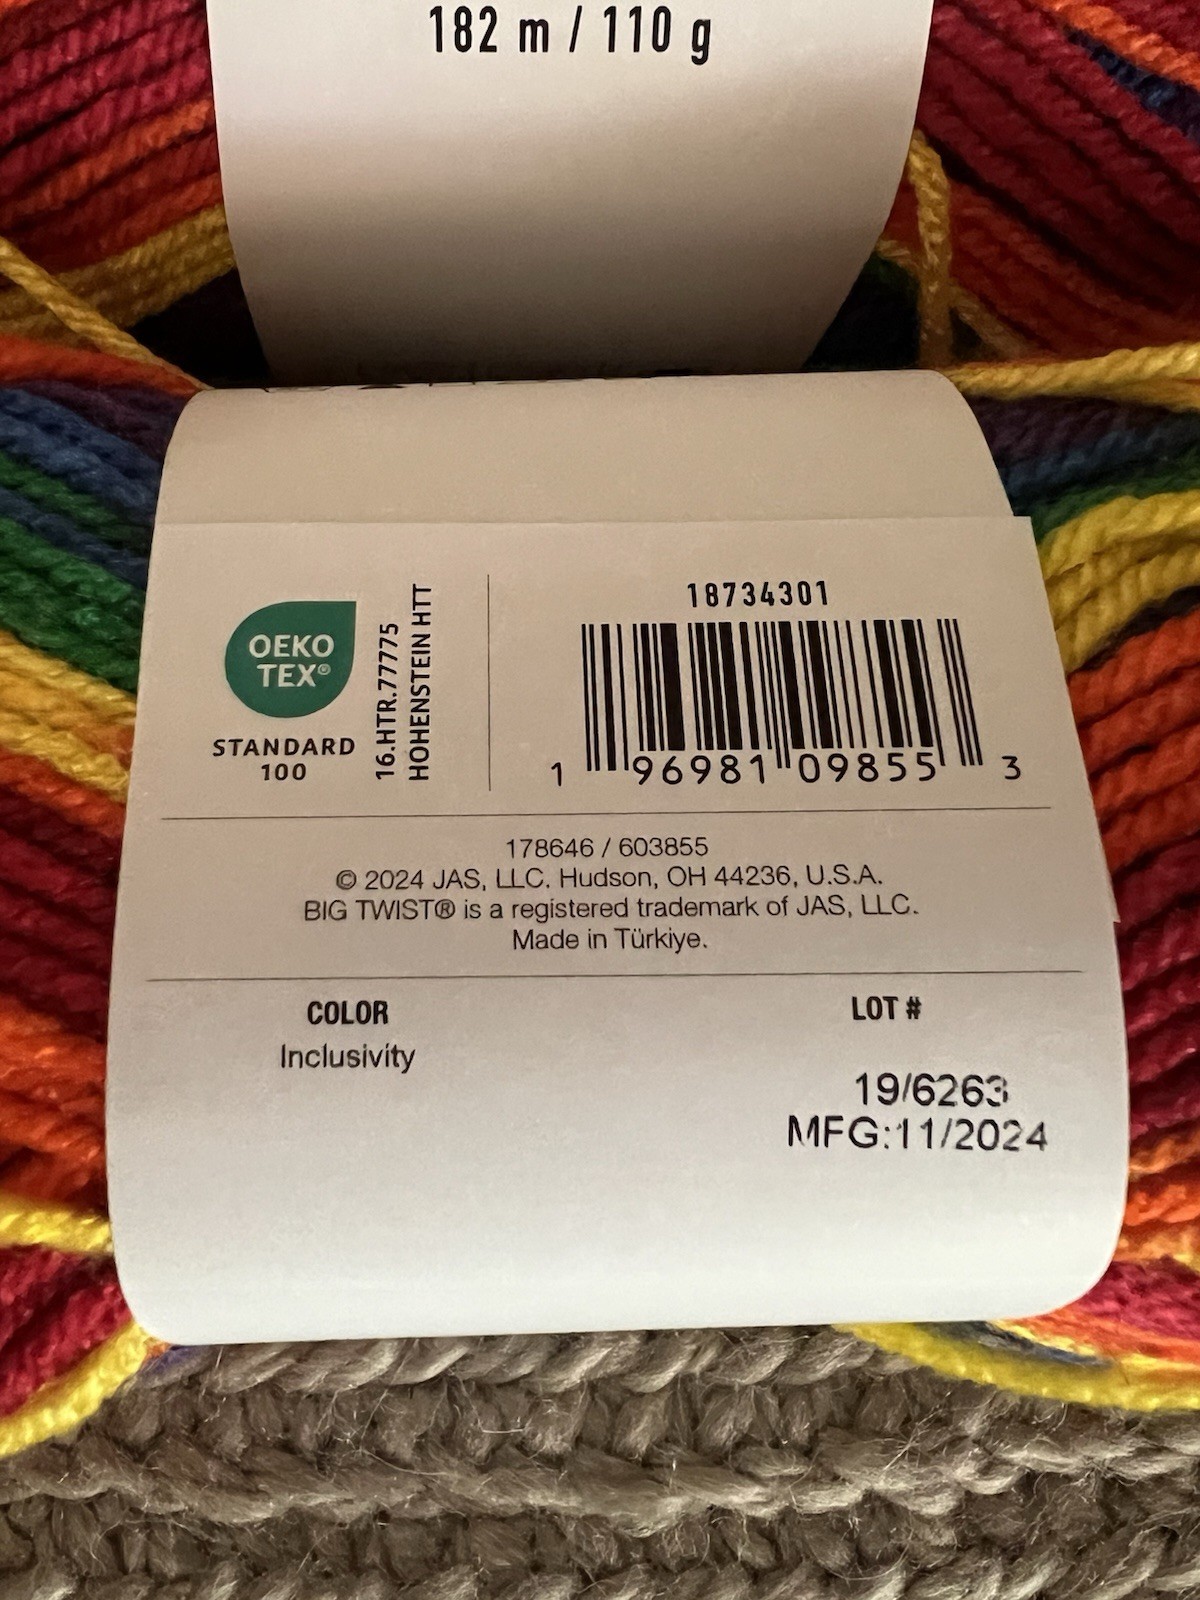 182 m / 110 g
OEKO
TEX®
STANDARD
100
16.HTR.77775
HOHENSTEIN HTT
18734301
1 96981 09855 3
178646 / 603855
© 2024 JAS, LLC. Hudson, OH 44236, U.S.A.
BIG TWIST® is a registered trademark of JAS, LLC.
Made in Türkiye.
COLOR
Inclusivity
LOT #
19/6263
MFG:11/2024